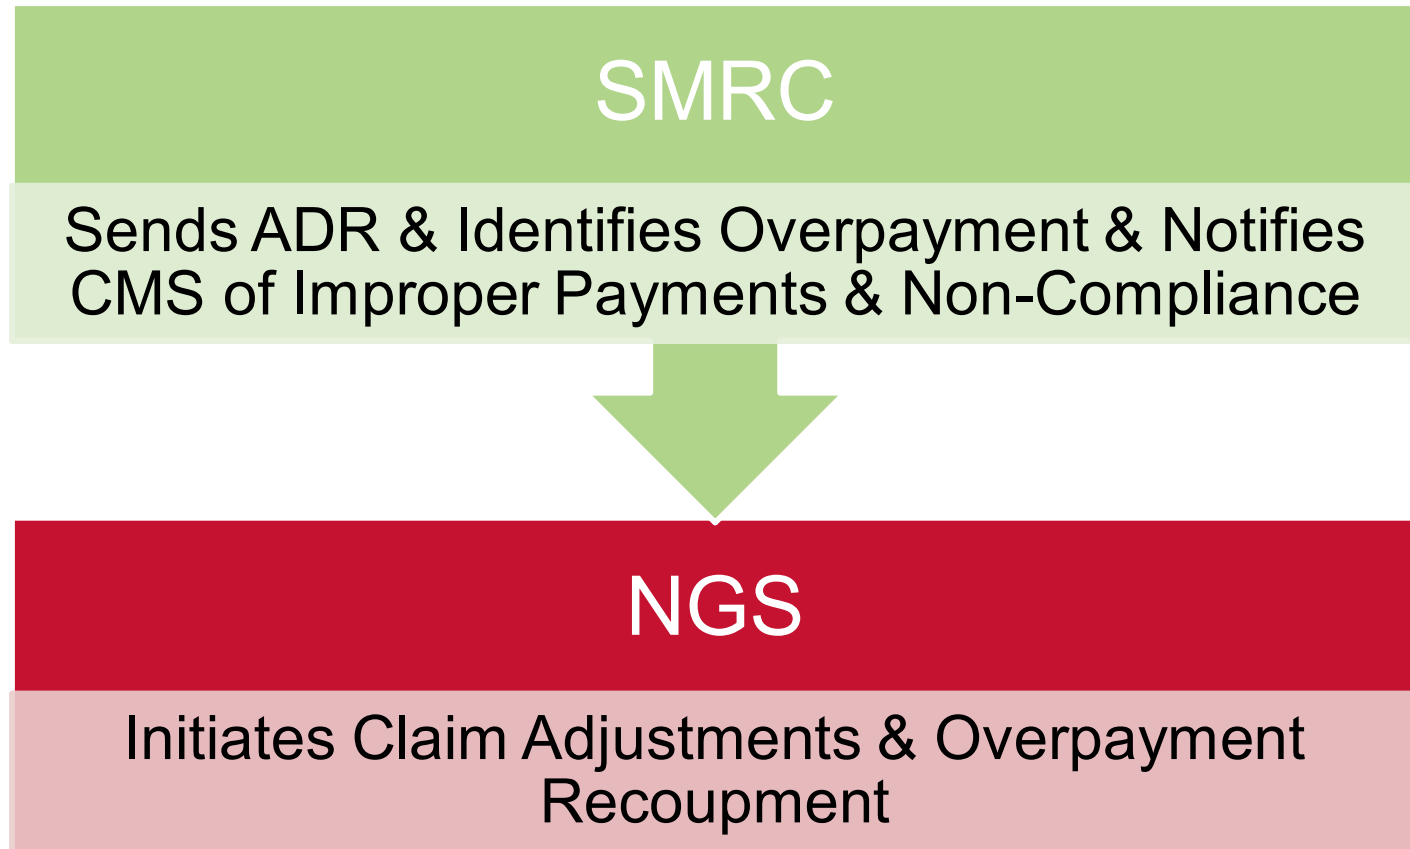 SMRC
Sends ADR & Identifies Overpayment & Notifies
CMS of Improper Payments & Non-Compliance
NGS
Initiates Claim Adjustments & Overpayment
Recoupment